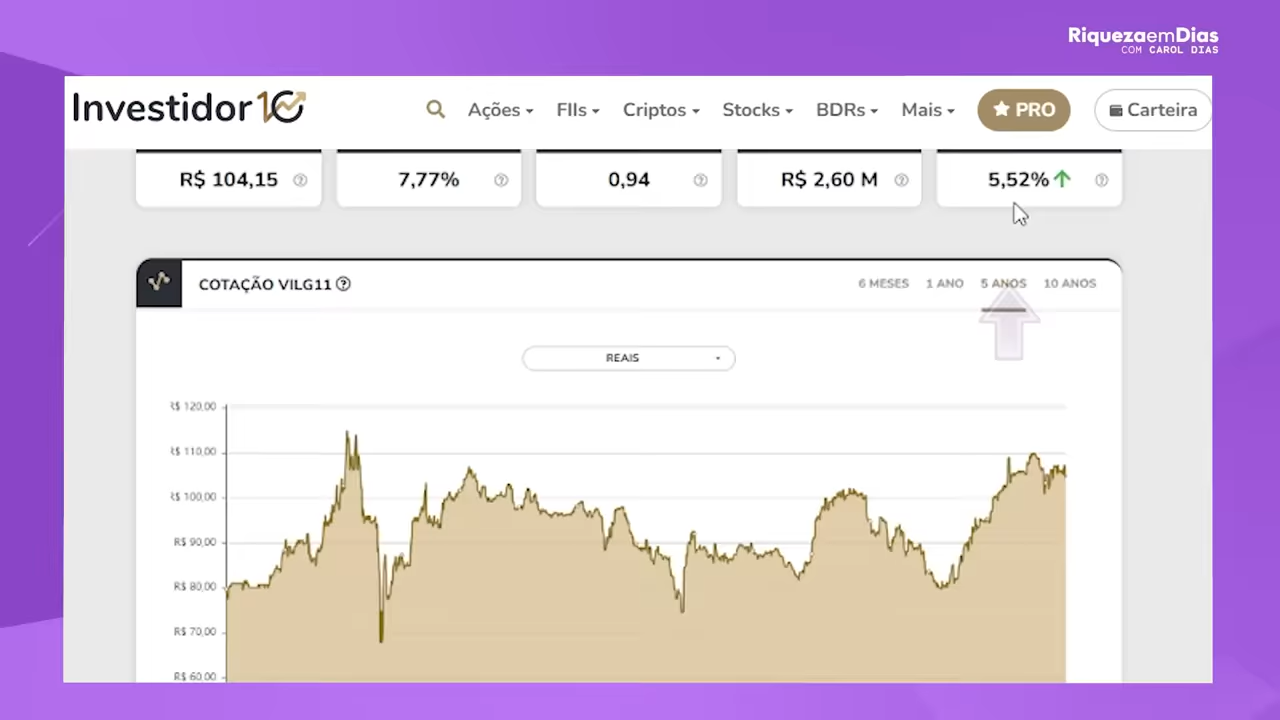 RiquezaemDias
COM CAROL DIAS
Investidor10
Ações
FIIs
Criptos
Stocks
BDRs
Mais
PRO
Carteira
R$ 104,15
7,77%
0,94
R$ 2,60 M
5,52%
COTAÇÃO VILG11
6 MESES
1 ANO
5 ANOS
10 ANOS
REAIS
R$ 120,00
R$ 110,00
R$ 100,00
R$ 90,00
R$ 80,00
R$ 70,00
R$ 60,00